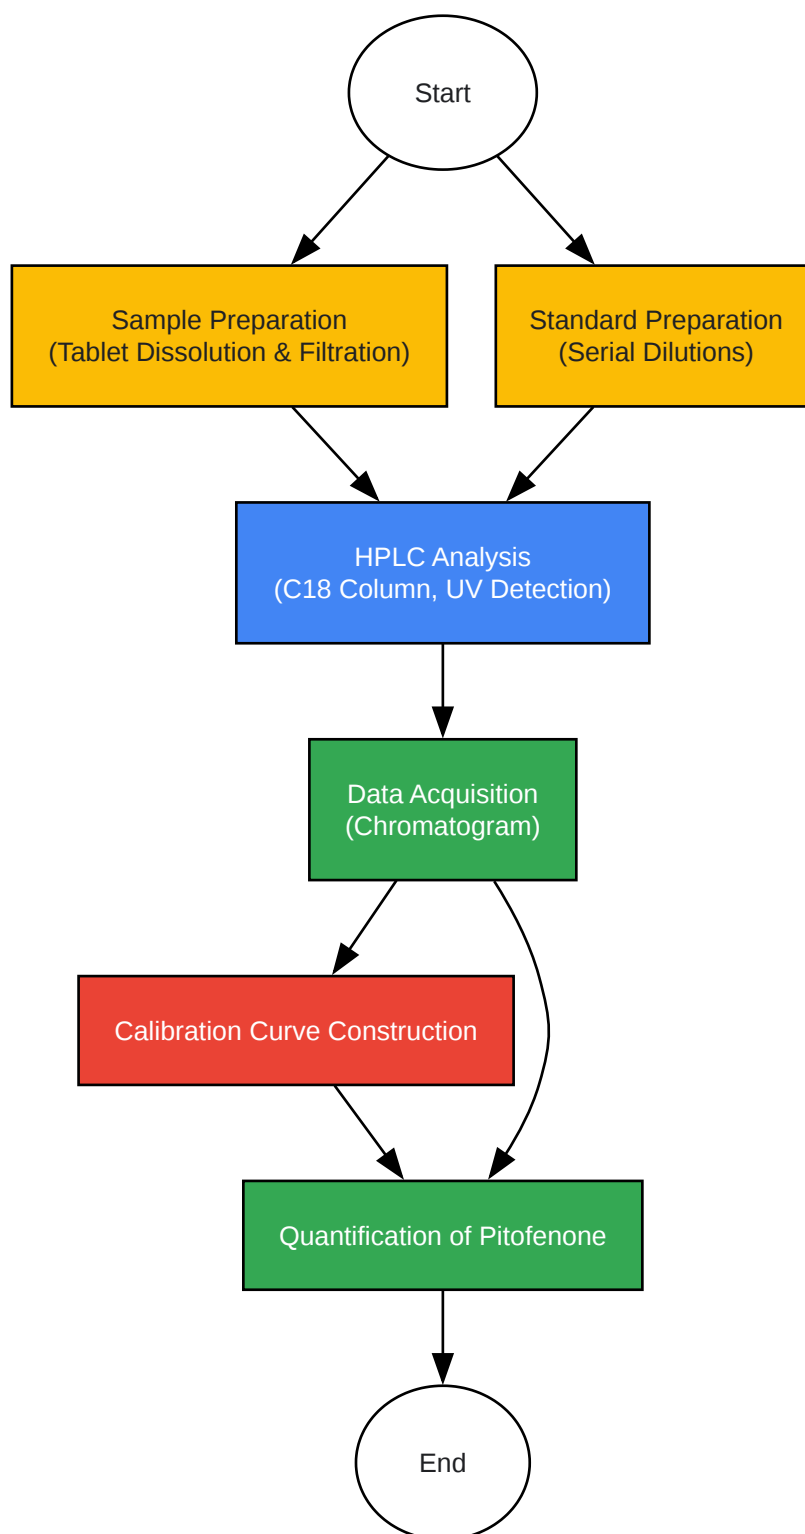 Start
Sample Preparation
(Tablet Dissolution & Filtration)
Standard Preparation
(Serial Dilutions)
HPLC Analysis
(C18 Column, UV Detection)
Data Acquisition
(Chromatogram)
Calibration Curve Construction
Quantification of Pitofenone
End